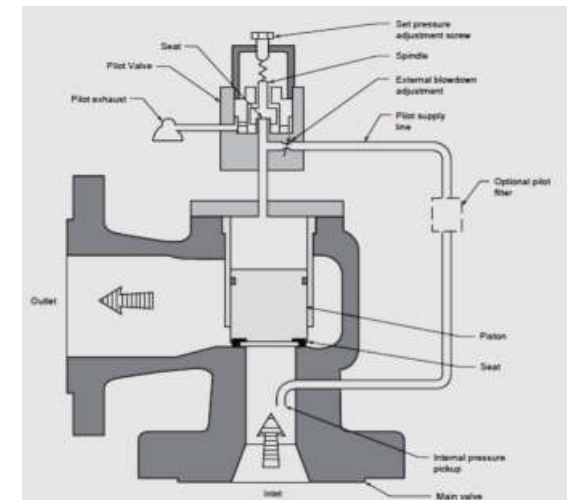 Set pressure
adjustment screw
Seat
Spindle
Pilot Valve
External blowdown
adjustment
Pilot exhaust
Pilot supply
line
Optional pilot
filter
Outlet
Piston
Seat
Internal pressure
pickup
Inlet
Main valve